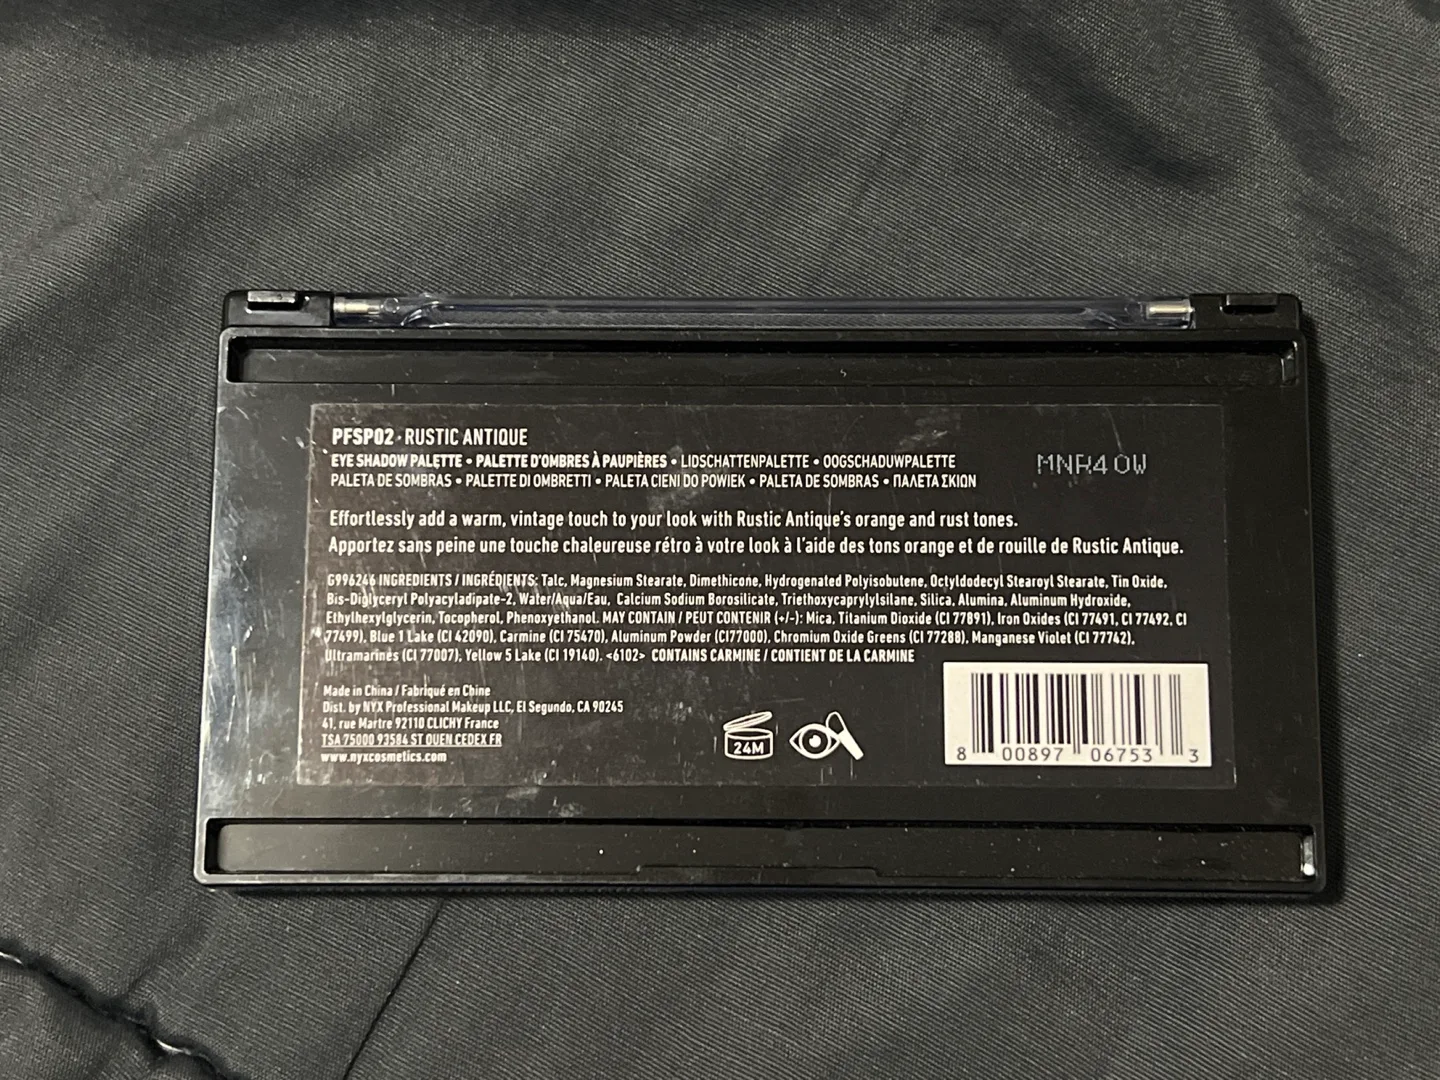 PFSP02 · RUSTIC ANTIQUE
EYE SHADOW PALETTE • PALETTE D'OMBRES À PAUPIÈRES • LIDSCHATTENPALETTE • OOGSCHADUWPALETTE
PALETA DE SOMBRAS • PALETTE DI OMBRETTI • PALETA CIENI DO POWIEK • PALETA DE SOMBRAS • ΠΑΛΕΤΑ ΣΚΙΩΝ
MNR40W
Effortlessly add a warm, vintage touch to your look with Rustic Antique's orange and rust tones.
Apportez sans peine une touche chaleureuse rétro à votre look à l'aide des tons orange et de rouille de Rustic Antique.
G996246 INGREDIENTS / INGRÉDIENTS: Talc, Magnesium Stearate, Dimethicone, Hydrogenated Polyisobutene, Octyldodecyl Stearoyl Stearate, Tin Oxide,
Bis-Diglyceryl Polyacyladipate-2, Water/Aqua/Eau, Calcium Sodium Borosilicate, Triethoxycaprylylsilane, Silica, Alumina, Aluminum Hydroxide,
Ethylhexylglycerin, Tocopherol, Phenoxyethanol. MAY CONTAIN / PEUT CONTENIR (+/-): Mica, Titanium Dioxide (CI 77891), Iron Oxides (CI 77491, CI 77492, CI
77499), Blue 1 Lake (CI 42090), Carmine (CI 75470), Aluminum Powder (CI77000), Chromium Oxide Greens (CI 77288), Manganese Violet (CI 77742),
Ultramarines (CI 77007), Yellow 5 Lake (CI 19140). <6102> CONTAINS CARMINE / CONTIENT DE LA CARMINE
Made in China / Fabriqué en Chine
Dist. by NYX Professional Makeup LLC, El Segundo, CA 90245
41, rue Martre 92110 CLICHY France
TSA 75000 93584 ST OUEN CEDEX FR
www.nyxcosmetics.com
24M
8 00897 06753 3